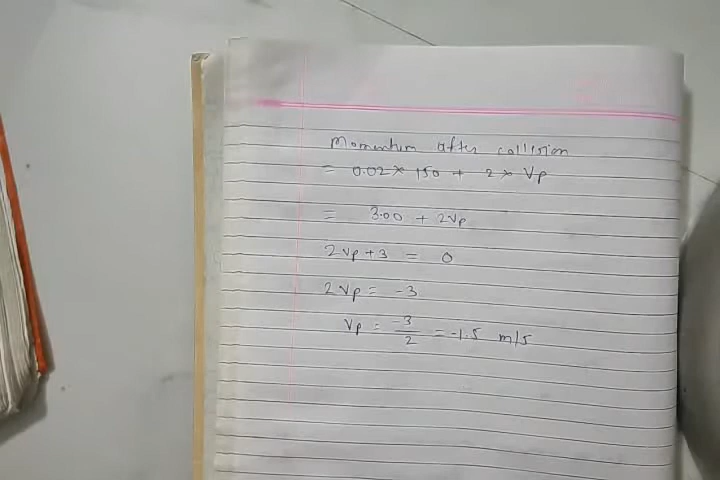 Momentum after collision
= 0.02 × 150 + 2 × Vp
= 3.00 + 2Vp
2Vp + 3 = 0
2Vp = -3
Vp = -3/2 = -1.5 m/s